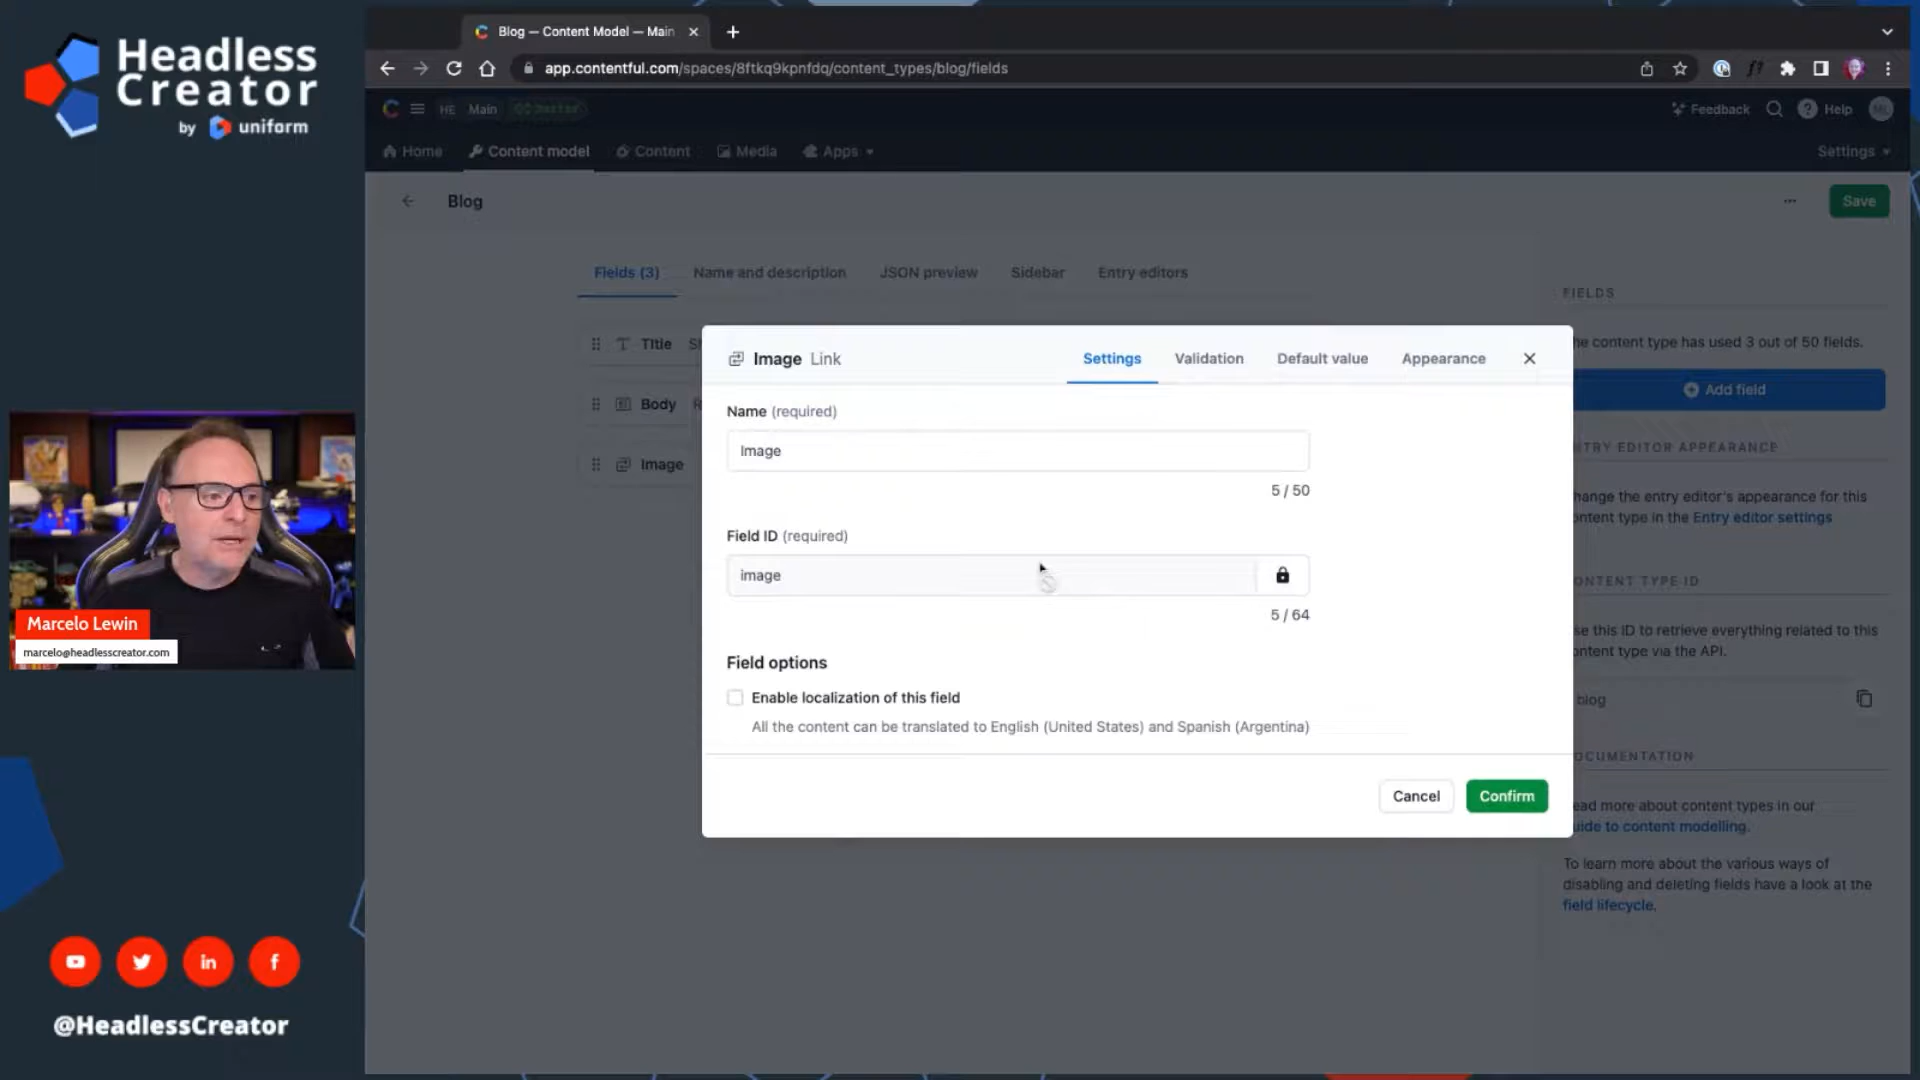 Headless
Creator
by uniform
Marcelo Lewin
marcelo@headlesscreator.com
@HeadlessCreator
Blog — Content Model — Main
app.contentful.com/spaces/8ftkq9kpnfdq/content_types/blog/fields
HE Main master
Feedback
Help
Home
Content model
Content
Media
Apps
Settings
Blog
Save
Fields (3)
Name and description
JSON preview
Sidebar
Entry editors
Title
Body
Image
Image Link
Settings
Validation
Default value
Appearance
Name (required)
Image
5 / 50
Field ID (required)
image
5 / 64
Field options
Enable localization of this field
All the content can be translated to English (United States) and Spanish (Argentina)
Cancel
Confirm
FIELDS
he content type has used 3 out of 50 fields.
Add field
NTRY EDITOR APPEARANCE
hange the entry editor's appearance for this
ontent type in the Entry editor settings
ONTENT TYPE ID
se this ID to retrieve everything related to this
ontent type via the API.
blog
OCUMENTATION
ead more about content types in our
uide to content modelling.
To learn more about the various ways of
disabling and deleting fields have a look at the
field lifecycle.